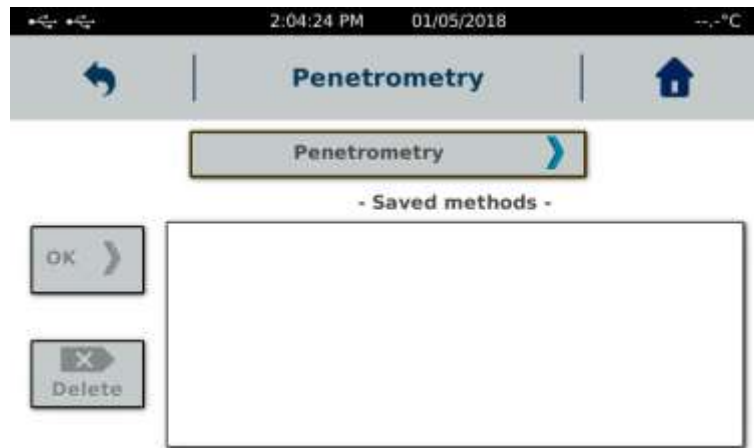 2:04:24 PM 01/05/2018 --.-°C
Penetrometry
Penetrometry
- Saved methods -
OK
Delete